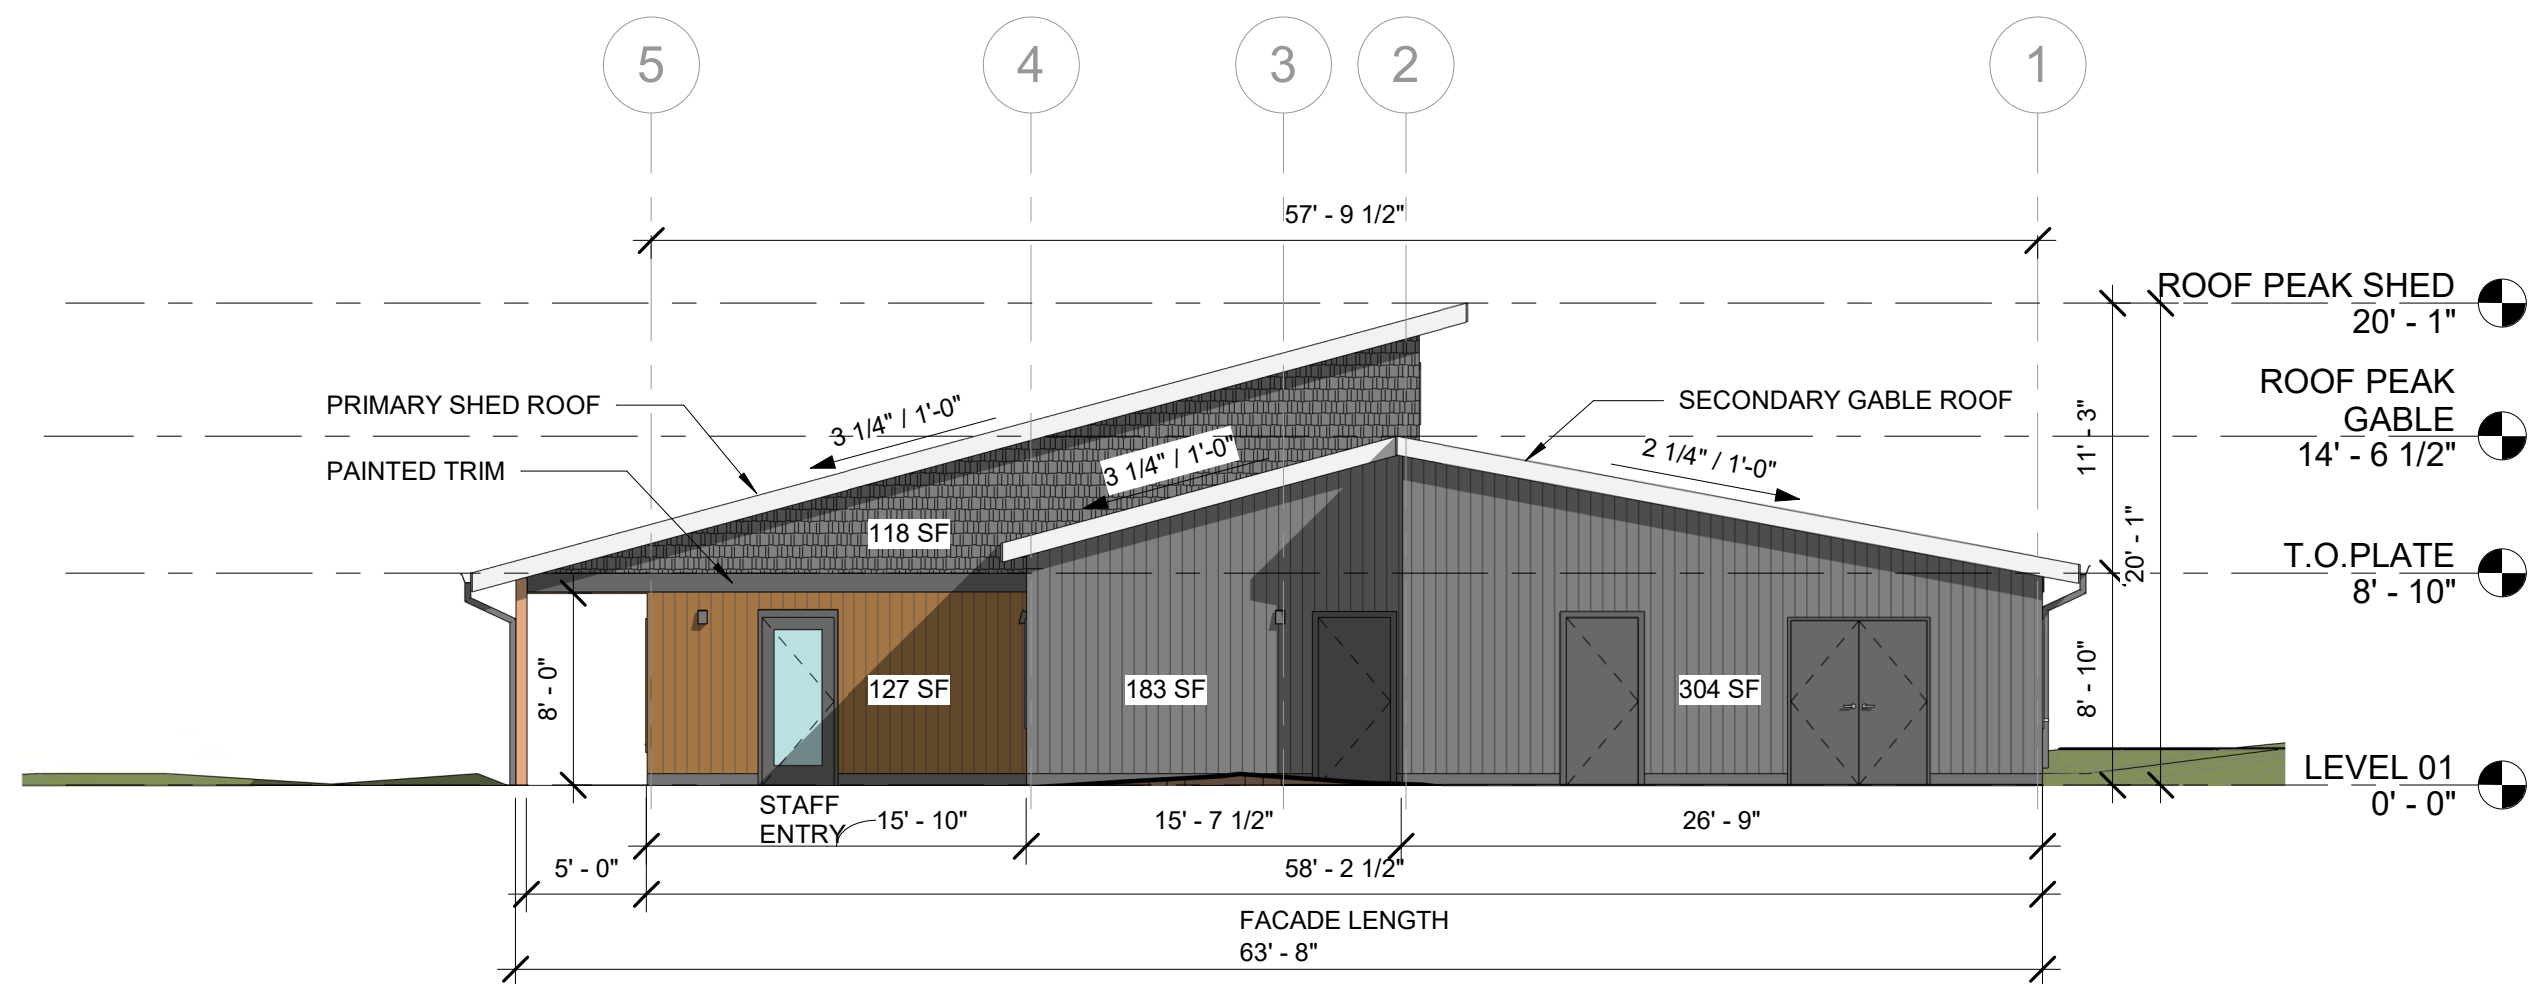 5
4
3
2
1
57' - 9 1/2"
ROOF PEAK SHED
20' - 1"
ROOF PEAK
GABLE
14' - 6 1/2"
PRIMARY SHED ROOF
3 1/4" / 1'-0"
SECONDARY GABLE ROOF
3 1/4" / 1'-0"
2 1/4" / 1'-0"
11' - 3"
PAINTED TRIM
118 SF
20' - 1"
T.O.PLATE
8' - 10"
8' - 0"
127 SF
183 SF
304 SF
8' - 10"
LEVEL 01
0' - 0"
STAFF
ENTRY
15' - 10"
15' - 7 1/2"
26' - 9"
5' - 0"
58' - 2 1/2"
FACADE LENGTH
63' - 8"